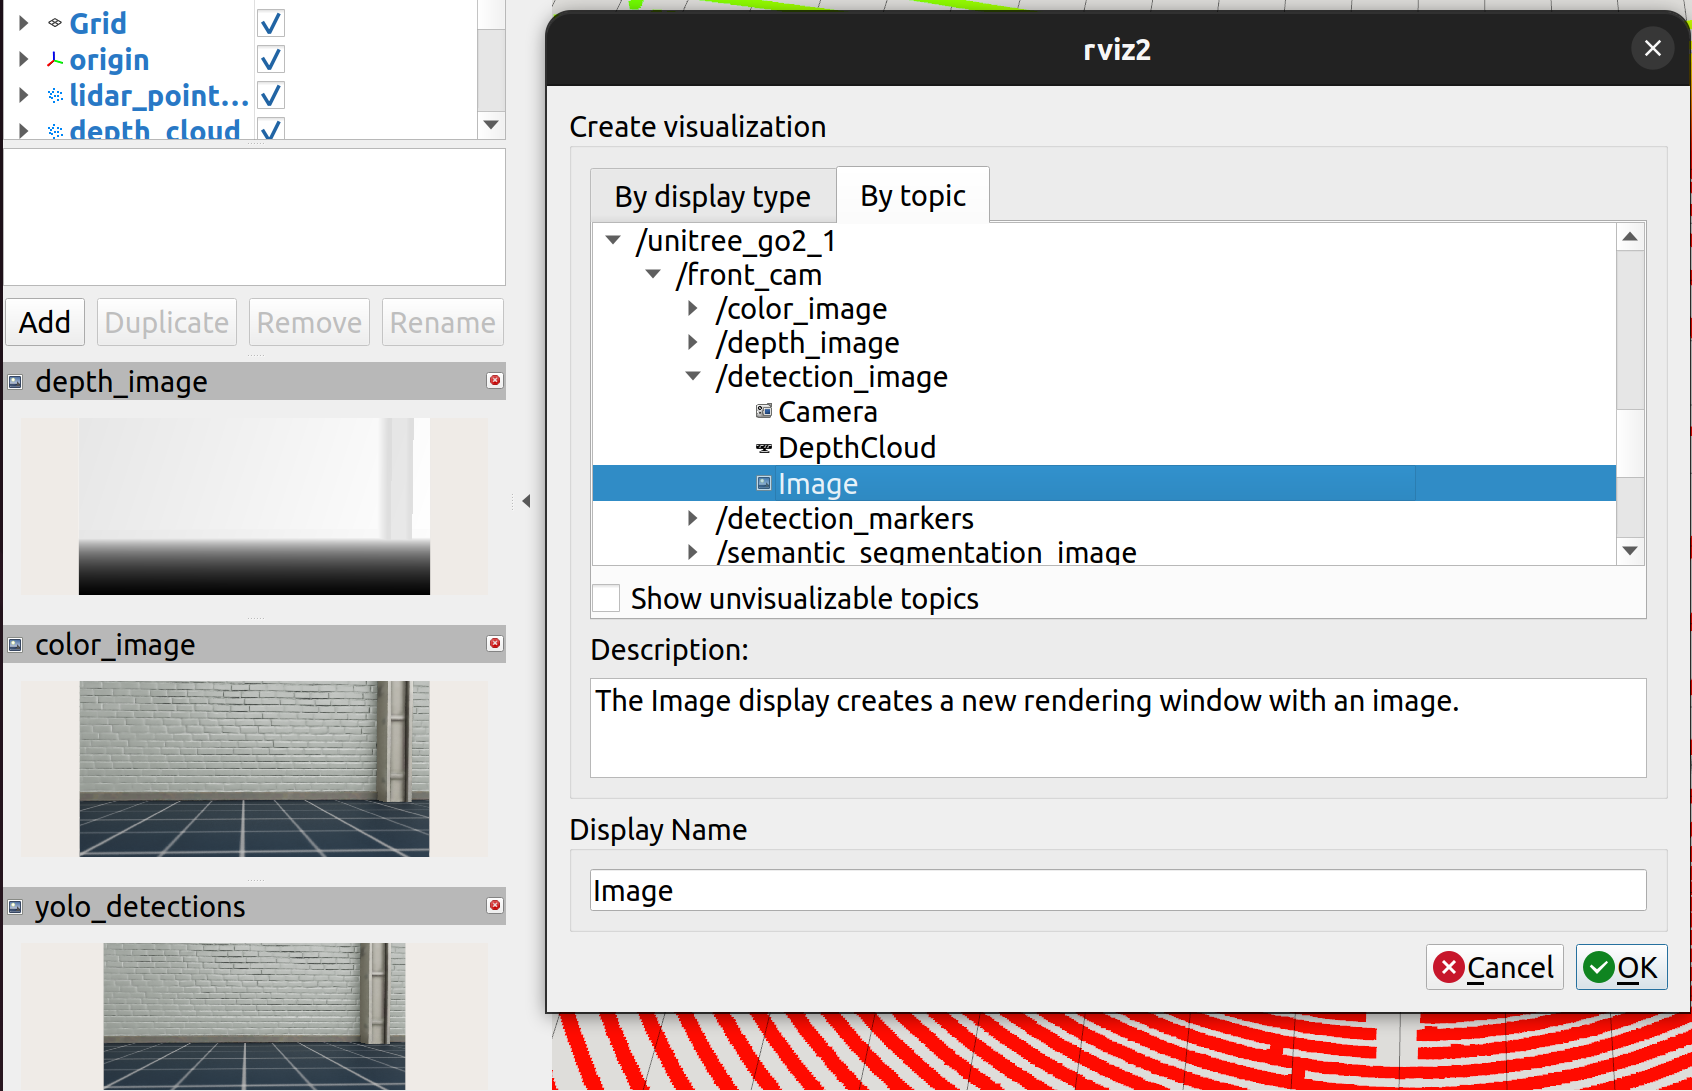 Grid
origin
lidar_point...
depth_cloud
Add
Duplicate
Remove
Rename
depth_image
color_image
yolo_detections
rviz2
Create visualization
By display type
By topic
/unitree_go2_1
/front_cam
/color_image
/depth_image
/detection_image
Camera
DepthCloud
Image
/detection_markers
/semantic_segmentation_image
Show unvisualizable topics
Description:
The Image display creates a new rendering window with an image.
Display Name
Image
Cancel
OK